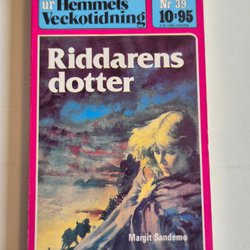 ur Hemmets
Veckotidning
Nr 39
10:95
Riddarens
dotter
Margit Sandemo